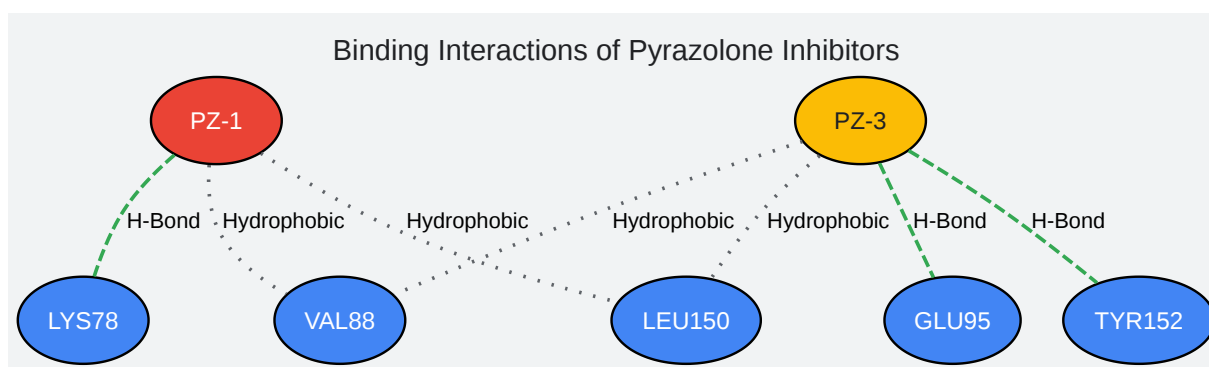 Binding Interactions of Pyrazolone Inhibitors
PZ-1
PZ-3
H-Bond
Hydrophobic
Hydrophobic
Hydrophobic
Hydrophobic
H-Bond
H-Bond
LYS78
VAL88
LEU150
GLU95
TYR152